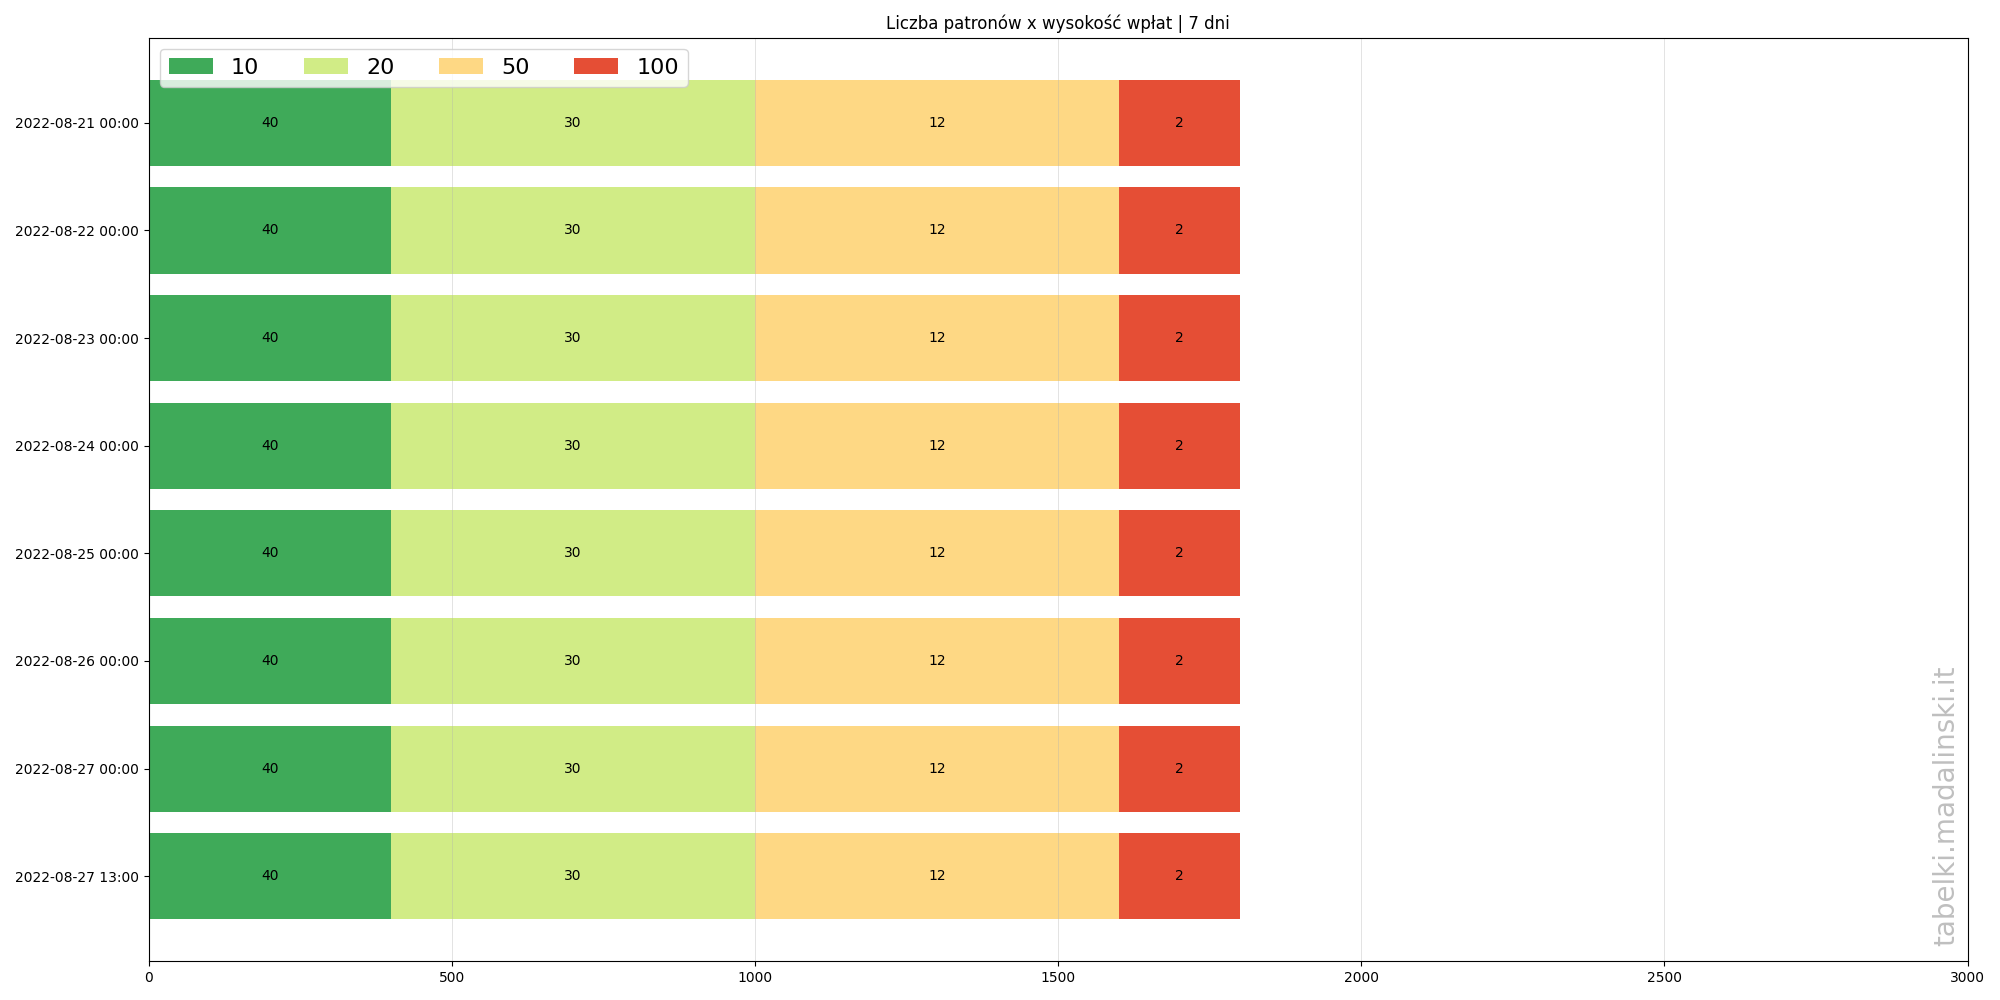 Liczba patronów x wysokość wpłat | 7 dni
10 20 50 100
2022-08-21 00:00 40 30 12 2
2022-08-22 00:00 40 30 12 2
2022-08-23 00:00 40 30 12 2
2022-08-24 00:00 40 30 12 2
2022-08-25 00:00 40 30 12 2
2022-08-26 00:00 40 30 12 2
2022-08-27 00:00 40 30 12 2
2022-08-27 13:00 40 30 12 2
0 500 1000 1500 2000 2500 3000
tabelki.madalinski.it